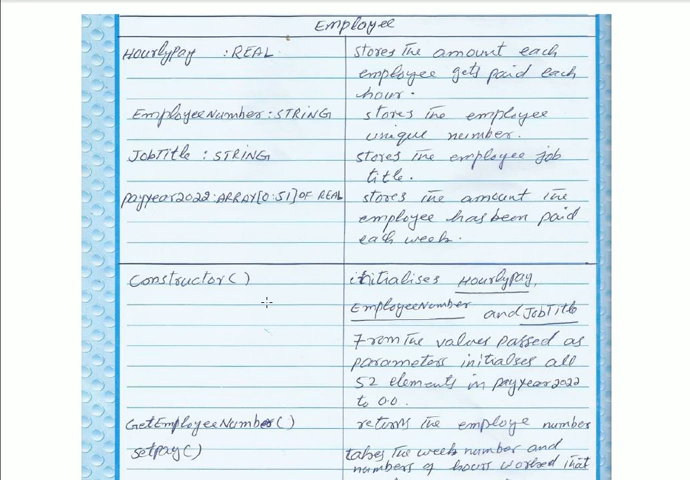 Employee
HourlyPay : REAL
stores the amount each
employee gets paid each
hour.
EmployeeNumber : STRING
stores the employee
unique number.
JobTitle : STRING
stores the employee job
title.
Payyear2022:ARRAY[0:51]OF REAL
stores the amount the
employee has been paid
each week.
Constructor()
initialises HourlyPay,
EmployeeNumber and JobTitle
From the values passed as
parameters initialises all
52 elements in payyear2022
to 0.0.
GetEmployeeNumber()
returns the employe number
setpay()
takes the week number and
numbers of hours worked that